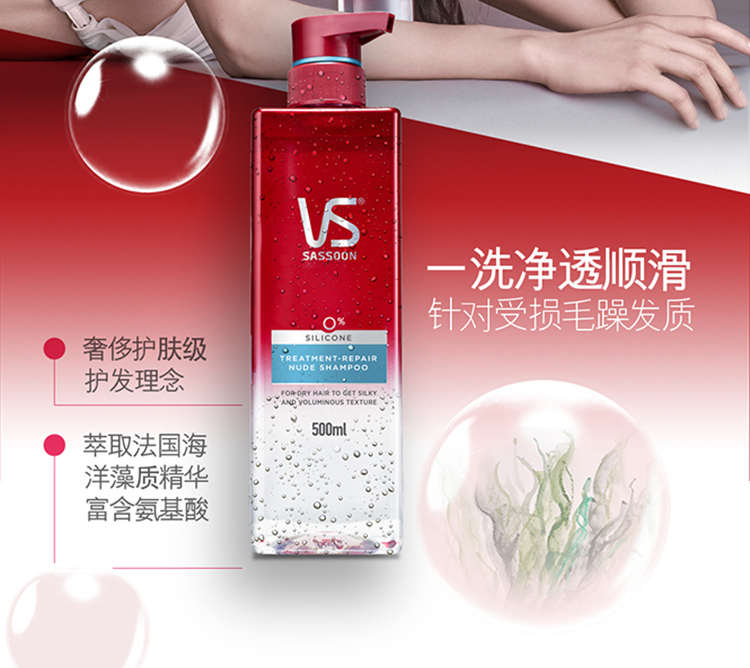 VS®
SASSOON
0%
SILICONE
TREATMENT-REPAIR
NUDE SHAMPOO
FOR DRY HAIR TO GET SILKY
AND VOLUMINOUS TEXTURE
500ml
一洗净透顺滑
针对受损毛躁发质
奢侈护肤级
护发理念
萃取法国海
洋藻质精华
富含氨基酸